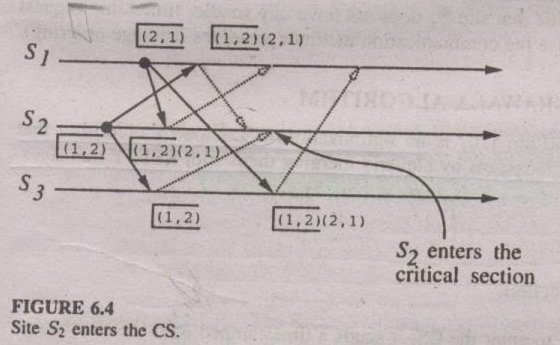 (2,1) (1,2)(2,1)
S1
S2
(1,2) (1,2)(2,1)
S3
(1,2) (1,2)(2,1)
S2 enters the
critical section
FIGURE 6.4
Site S2 enters the CS.